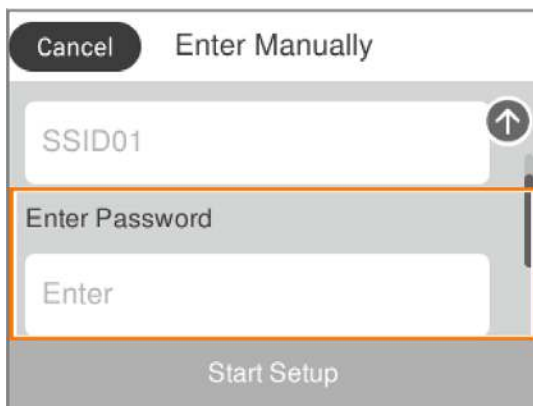 Cancel Enter Manually
SSID01
Enter Password
Enter
Start Setup